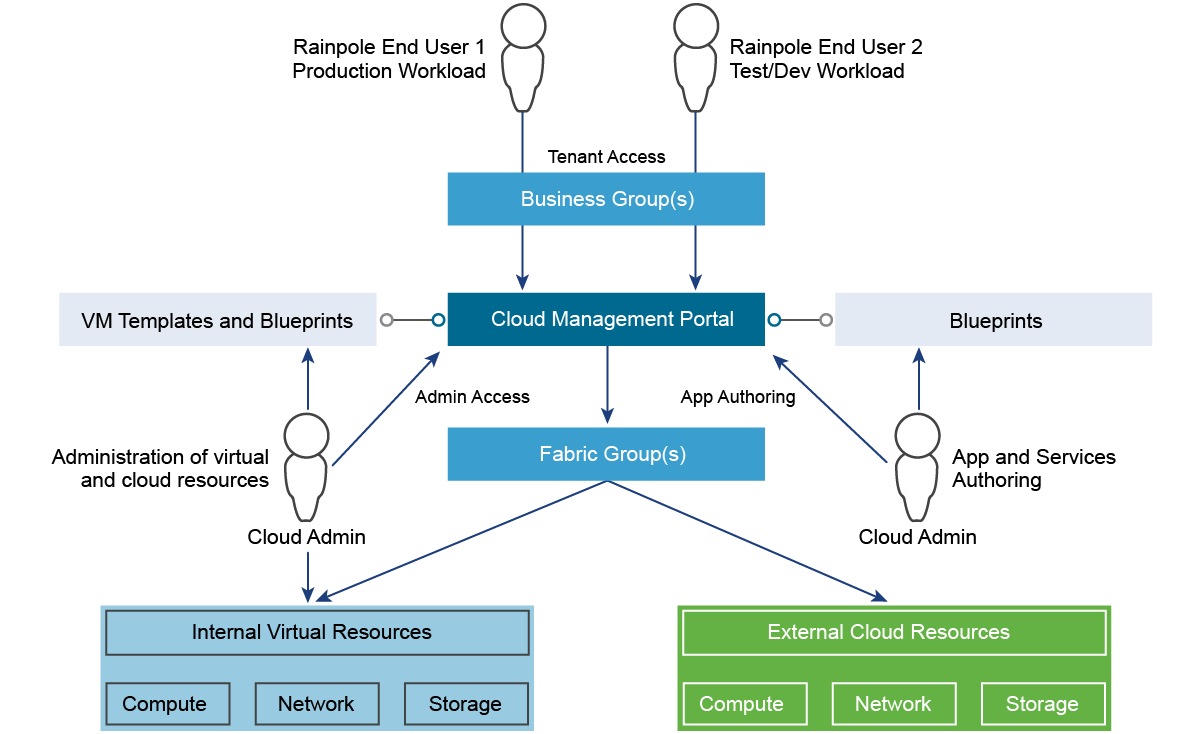 Rainpole End User 1
Production Workload
Rainpole End User 2
Test/Dev Workload
Tenant Access
Business Group(s)
VM Templates and Blueprints
Cloud Management Portal
Blueprints
Admin Access
App Authoring
Fabric Group(s)
Administration of virtual
and cloud resources
App and Services
Authoring
Cloud Admin
Cloud Admin
Internal Virtual Resources
External Cloud Resources
Compute
Network
Storage
Compute
Network
Storage